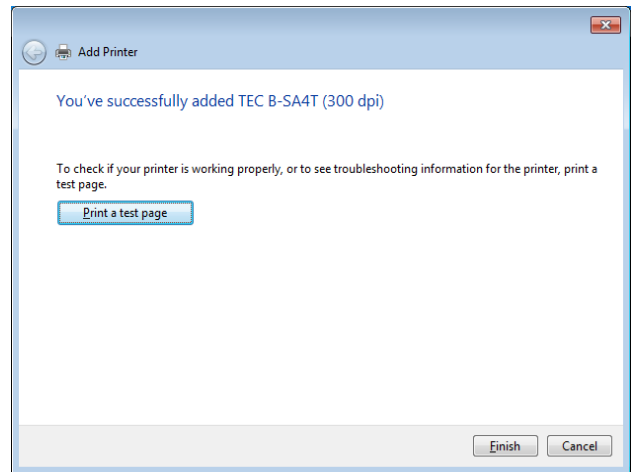 Add Printer
You've successfully added TEC B-SA4T (300 dpi)
To check if your printer is working properly, or to see troubleshooting information for the printer, print a
test page.
Print a test page
Finish Cancel